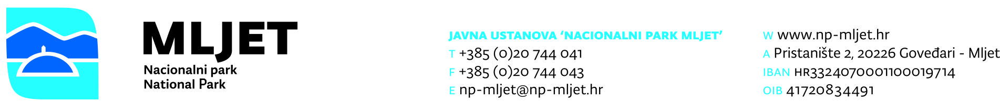 MLJET
Nacionalni park
National Park
JAVNA USTANOVA ‘NACIONALNI PARK MLJET’
T +385 (0)20 744 041
F +385 (0)20 744 043
E np-mljet@np-mljet.hr
W www.np-mljet.hr
A Pristanište 2, 20226 Goveđari - Mljet
IBAN HR3324070001100019714
OIB 41720834491